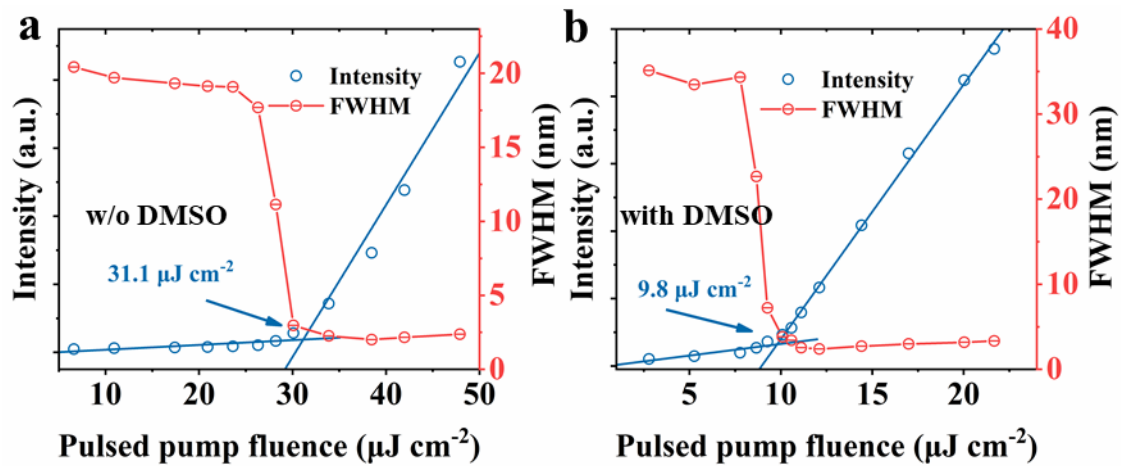 a
Intensity (a.u.)
Intensity
FWHM
w/o DMSO
31.1 μJ cm-2
0
5
10
15
20
FWHM (nm)
10 20 30 40 50
Pulsed pump fluence (μJ cm-2)
b
Intensity (a.u.)
Intensity
FWHM
with DMSO
9.8 μJ cm-2
0
10
20
30
40
FWHM (nm)
5 10 15 20
Pulsed pump fluence (μJ cm-2)